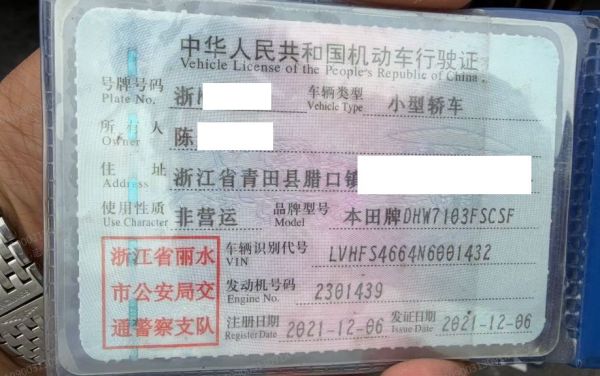 中华人民共和国机动车行驶证
Vehicle License of the People's Republic of China
号牌号码 浙 车辆类型 小型轿车
Plate No. Vehicle Type
所有人 陈
Owner
住址 浙江省青田县腊口镇
Address
使用性质 非营运 品牌型号 本田牌DHW7103FSCSF
Use Character Model
浙江省丽水
市公安局交
通警察支队
车辆识别代号 LVHFS4664N6001432
VIN
发动机号码 2301439
Engine No.
注册日期 2021-12-06 发证日期 2021-12-06
Register Date Issue Date